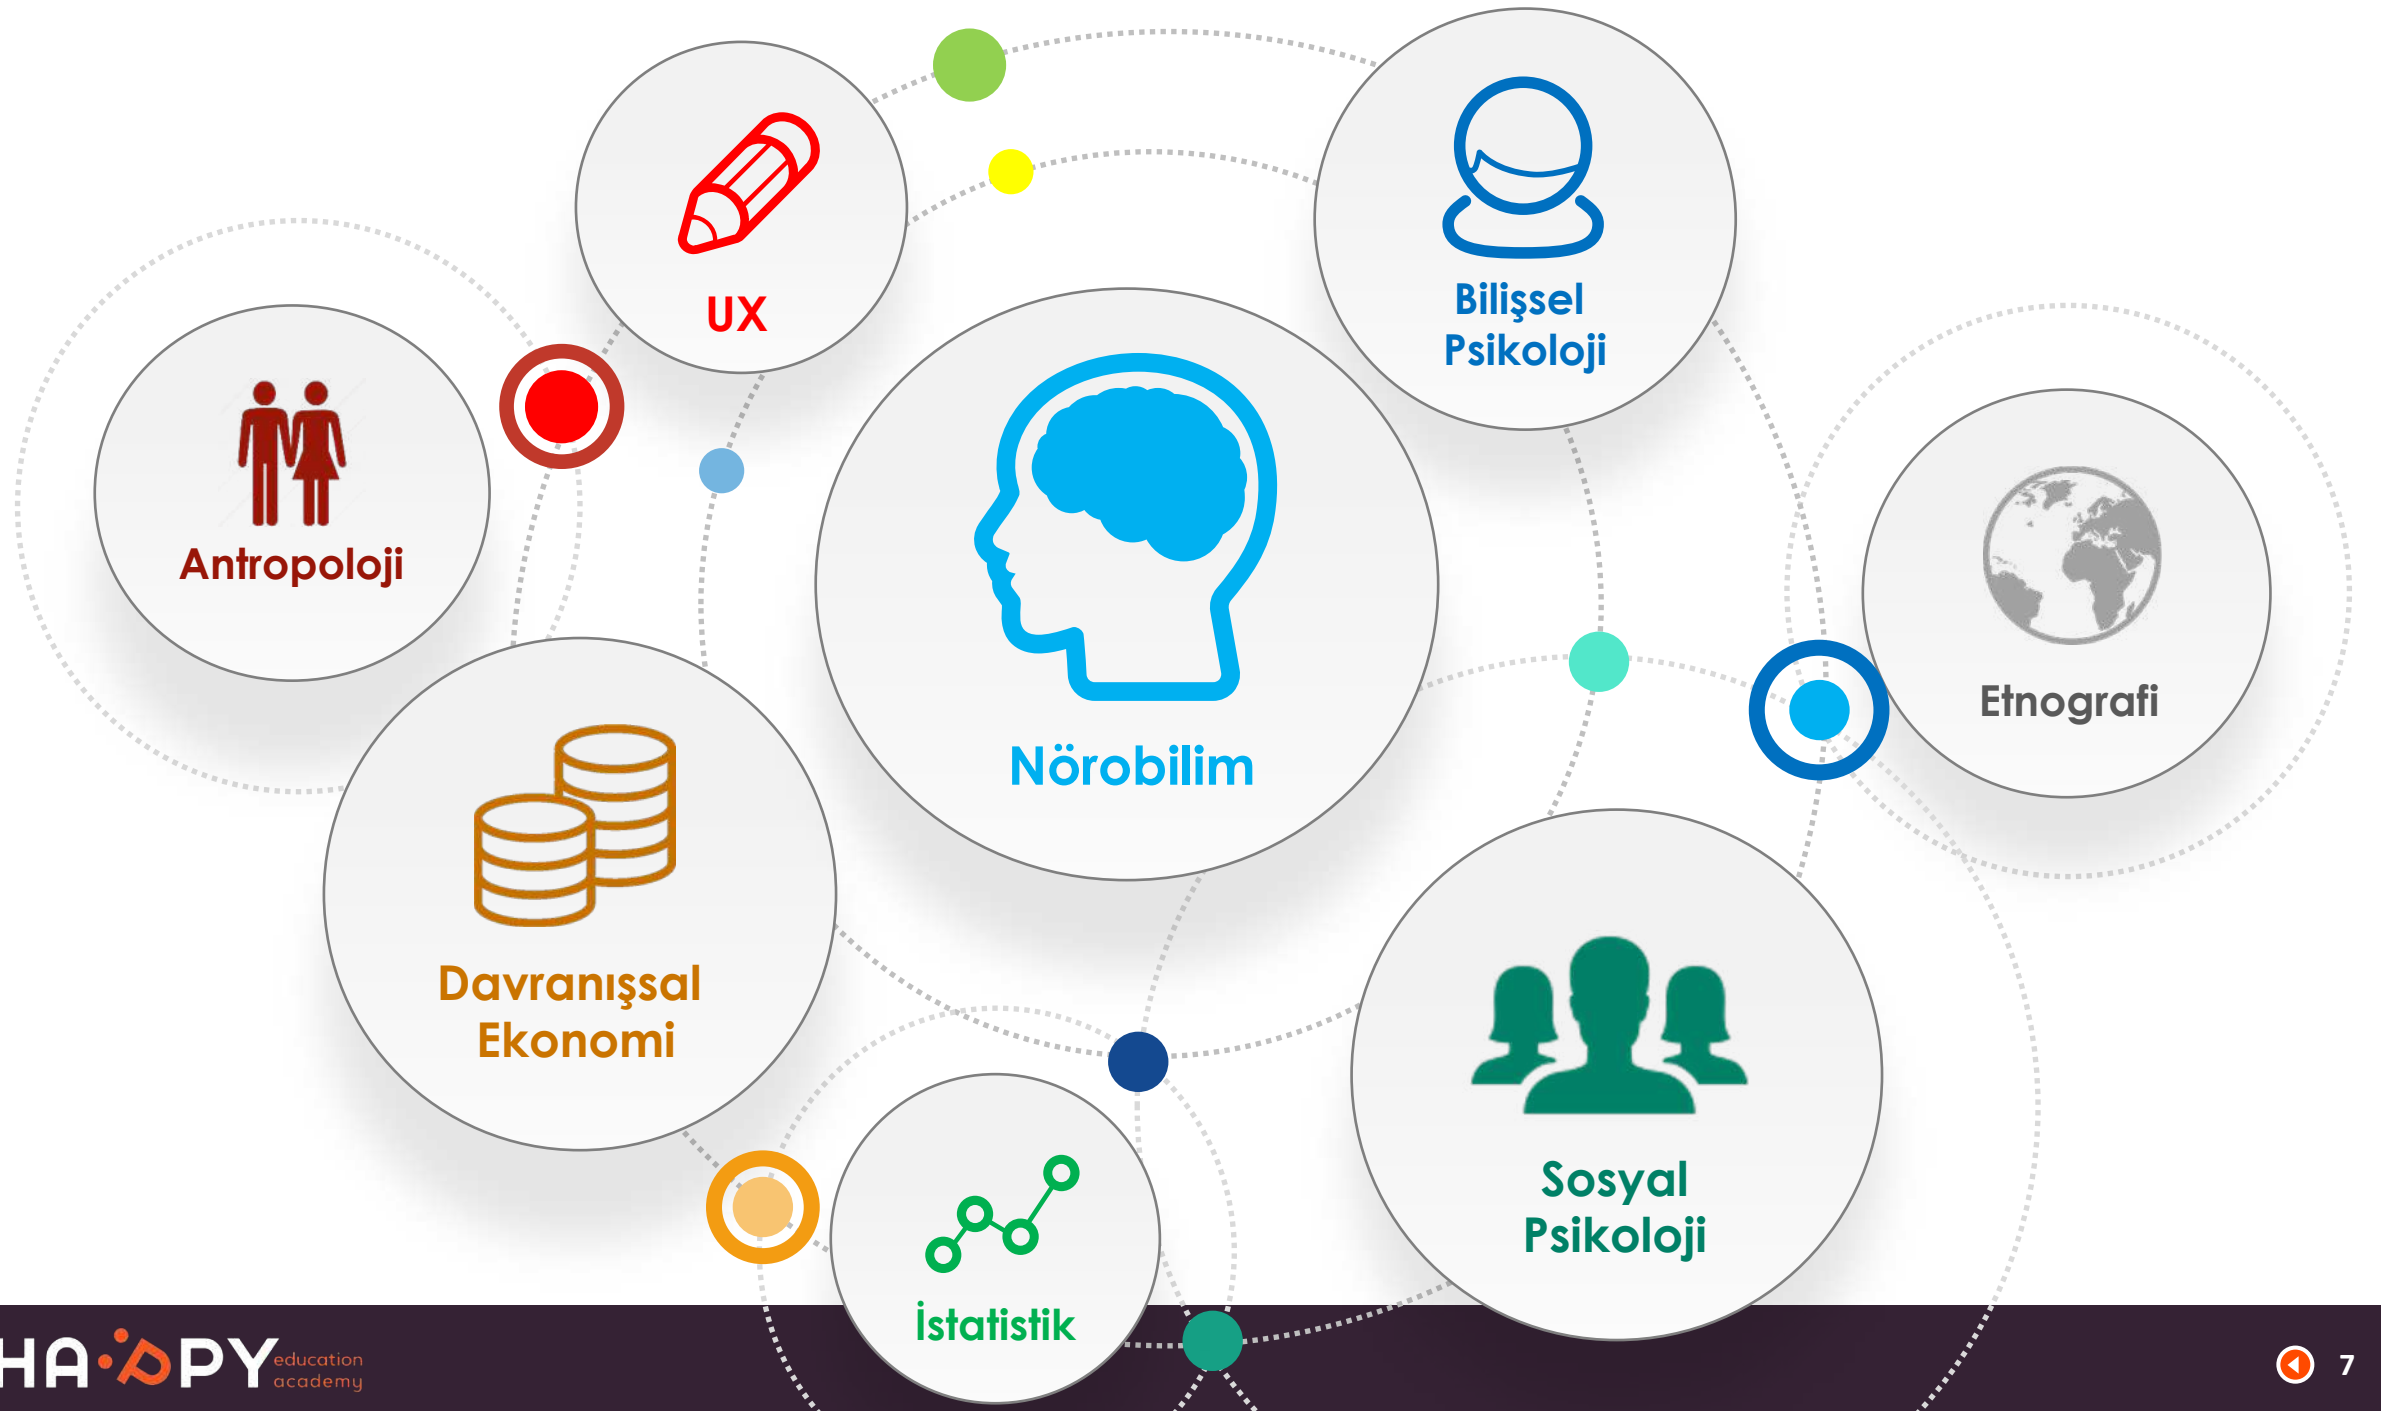 UX
Bilişsel
Psikoloji
Antropoloji
Etnografi
Nörobilim
Davranışsal
Ekonomi
Sosyal
Psikoloji
İstatistik
HAPPY education
academy
7